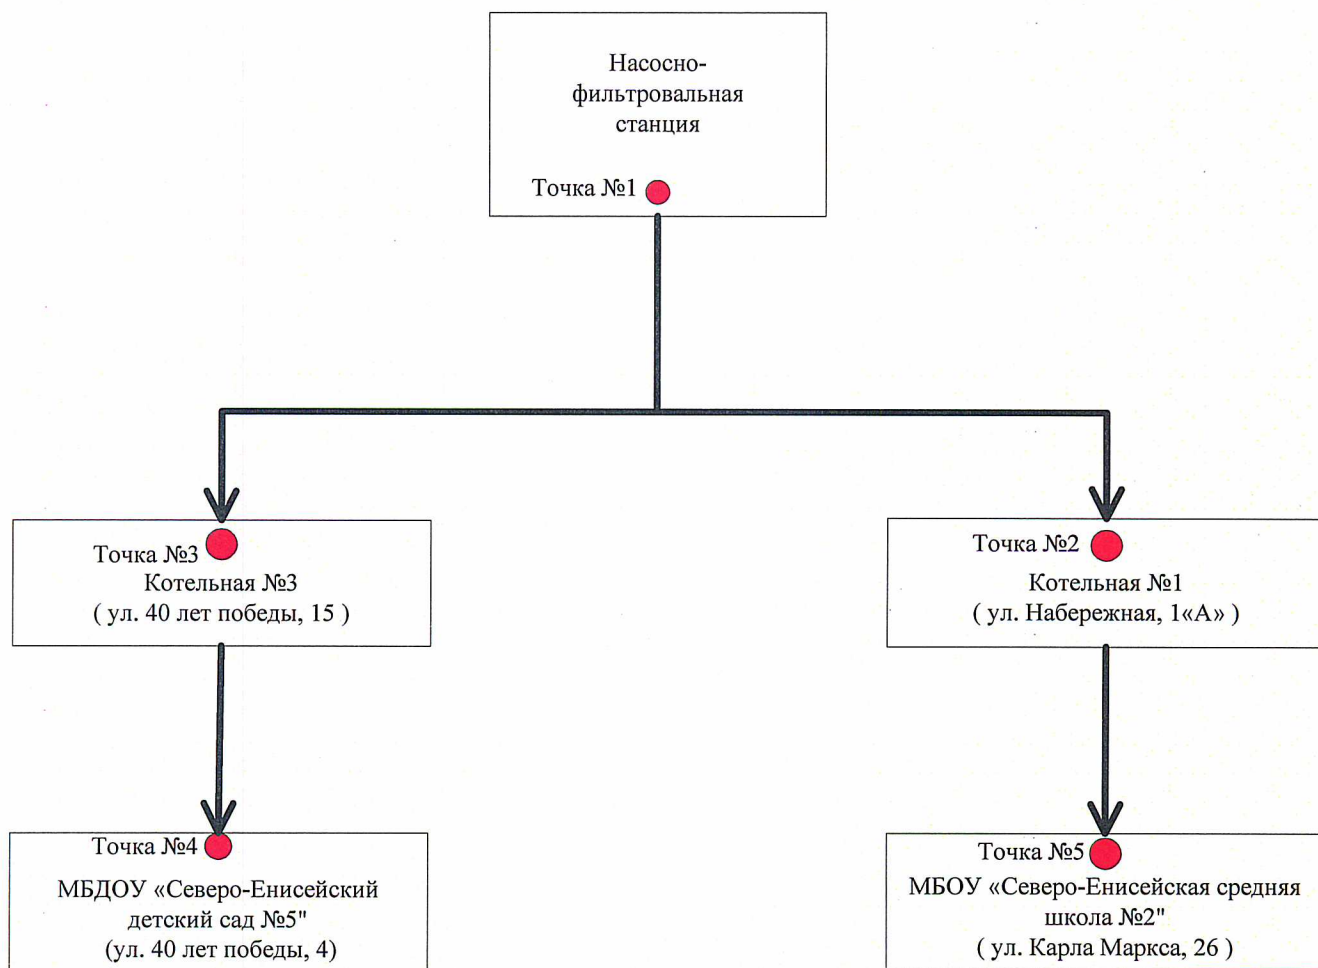 Насосно-
фильтровальная
станция
Точка №1
Точка №3
Котельная №3
( ул. 40 лет победы, 15 )
Точка №2
Котельная №1
( ул. Набережная, 1«А» )
Точка №4
МБДОУ «Северо-Енисейский
детский сад №5"
(ул. 40 лет победы, 4)
Точка №5
МБОУ «Северо-Енисейская средняя
школа №2"
( ул. Карла Маркса, 26 )